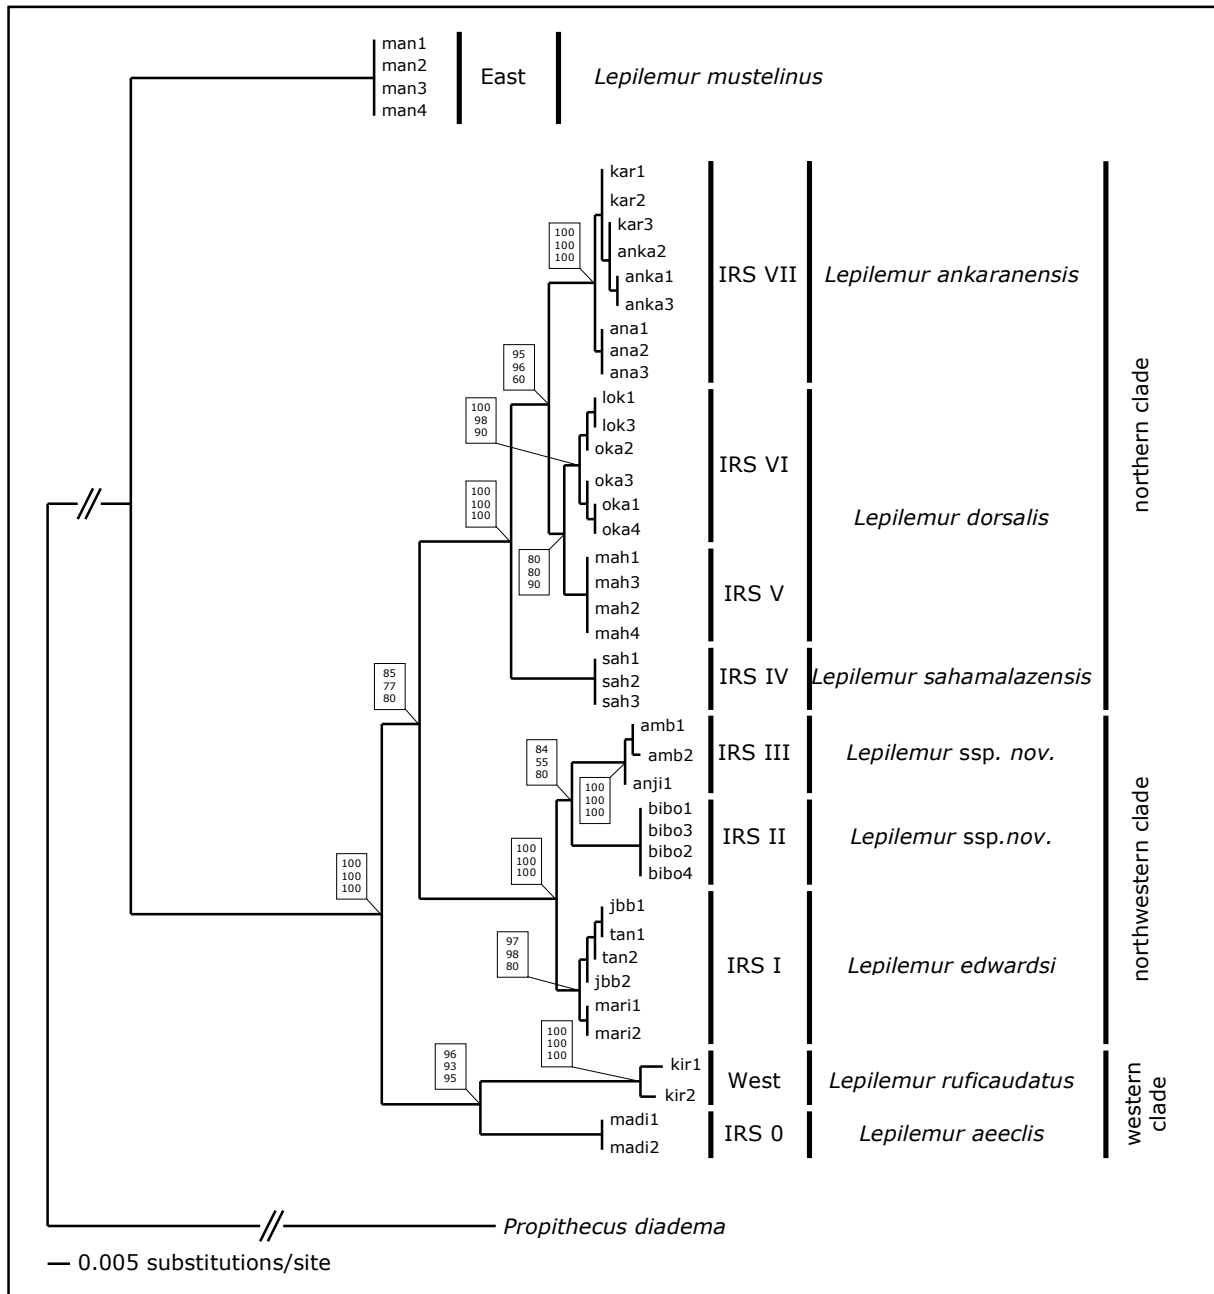 man1
man2
man3
man4
East
Lepilemur mustelinus
kar1
kar2
kar3
anka2
anka1
anka3
ana1
ana2
ana3
100
100
100
IRS VII
Lepilemur ankaranensis
95
96
60
lok1
lok3
oka2
oka3
oka1
oka4
100
98
90
IRS VI
Lepilemur dorsalis
100
100
100
80
80
90
mah1
mah3
mah2
mah4
IRS V
sah1
sah2
sah3
IRS IV
Lepilemur sahamalazensis
northern clade
85
77
80
amb1
amb2
anji1
84
55
80
100
100
100
IRS III
Lepilemur ssp. nov.
bibo1
bibo3
bibo2
bibo4
IRS II
Lepilemur ssp.nov.
100
100
100
100
100
100
jbb1
tan1
tan2
jbb2
mari1
mari2
97
98
80
IRS I
Lepilemur edwardsi
northwestern clade
kir1
kir2
100
100
100
West
Lepilemur ruficaudatus
96
93
95
madi1
madi2
IRS 0
Lepilemur aeeclis
western
clade
Propithecus diadema
0.005 substitutions/site